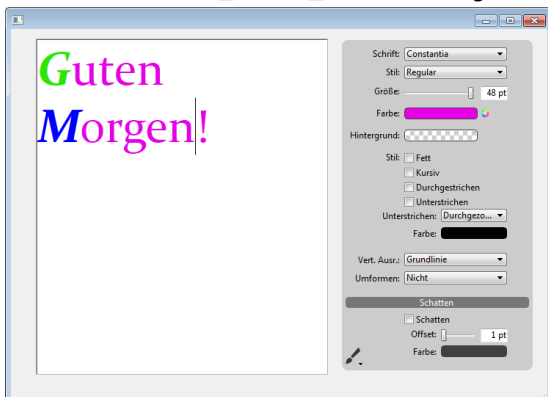 Guten
Morgen!
Schrift: Constantia
Stil: Regular
Größe: 48 pt
Farbe:
Hintergrund:
Stil: Fett
Kursiv
Durchgestrichen
Unterstrichen
Unterstrichen: Durchgezo...
Farbe:
Vert. Ausr.: Grundlinie
Umformen: Nicht
Schatten
Schatten
Offset: 1 pt
Farbe: